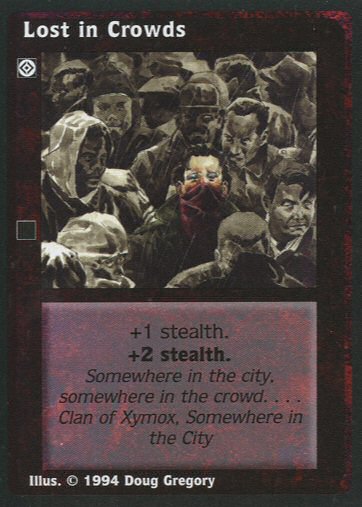 Lost in Crowds
+1 stealth.
+2 stealth.
Somewhere in the city,
somewhere in the crowd. . . .
Clan of Xymox, Somewhere in
the City
Illus. © 1994 Doug Gregory